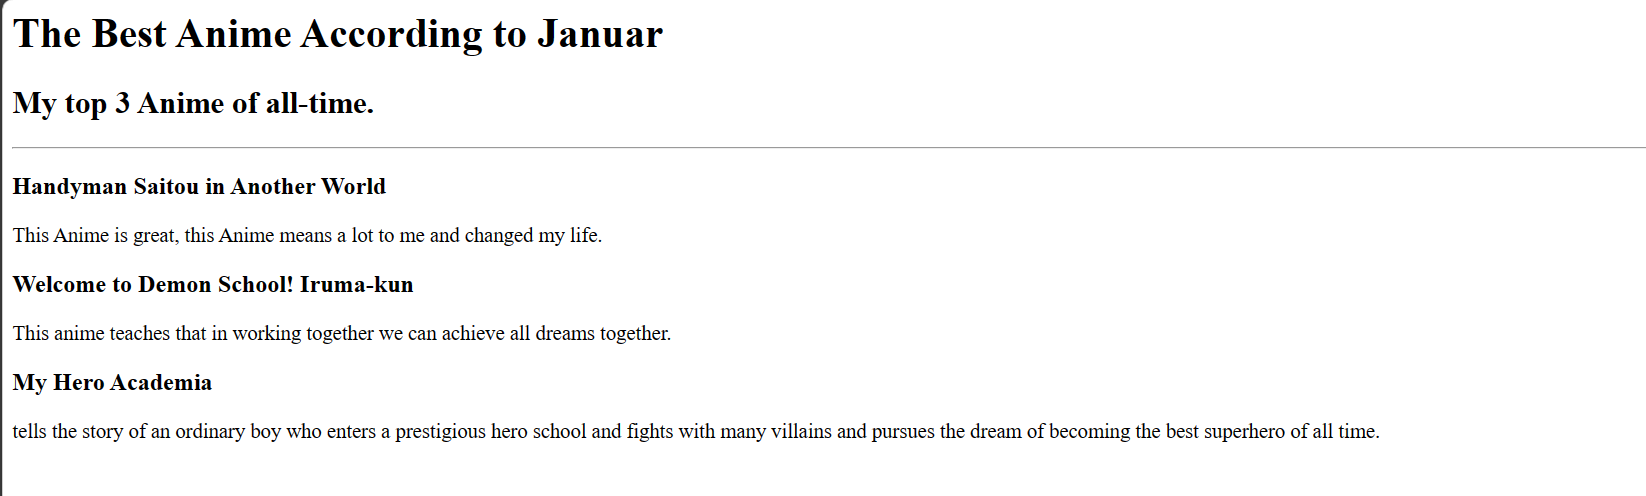 The Best Anime According to Januar
My top 3 Anime of all-time.
Handyman Saitou in Another World
This Anime is great, this Anime means a lot to me and changed my life.
Welcome to Demon School! Iruma-kun
This anime teaches that in working together we can achieve all dreams together.
My Hero Academia
tells the story of an ordinary boy who enters a prestigious hero school and fights with many villains and pursues the dream of becoming the best superhero of all time.